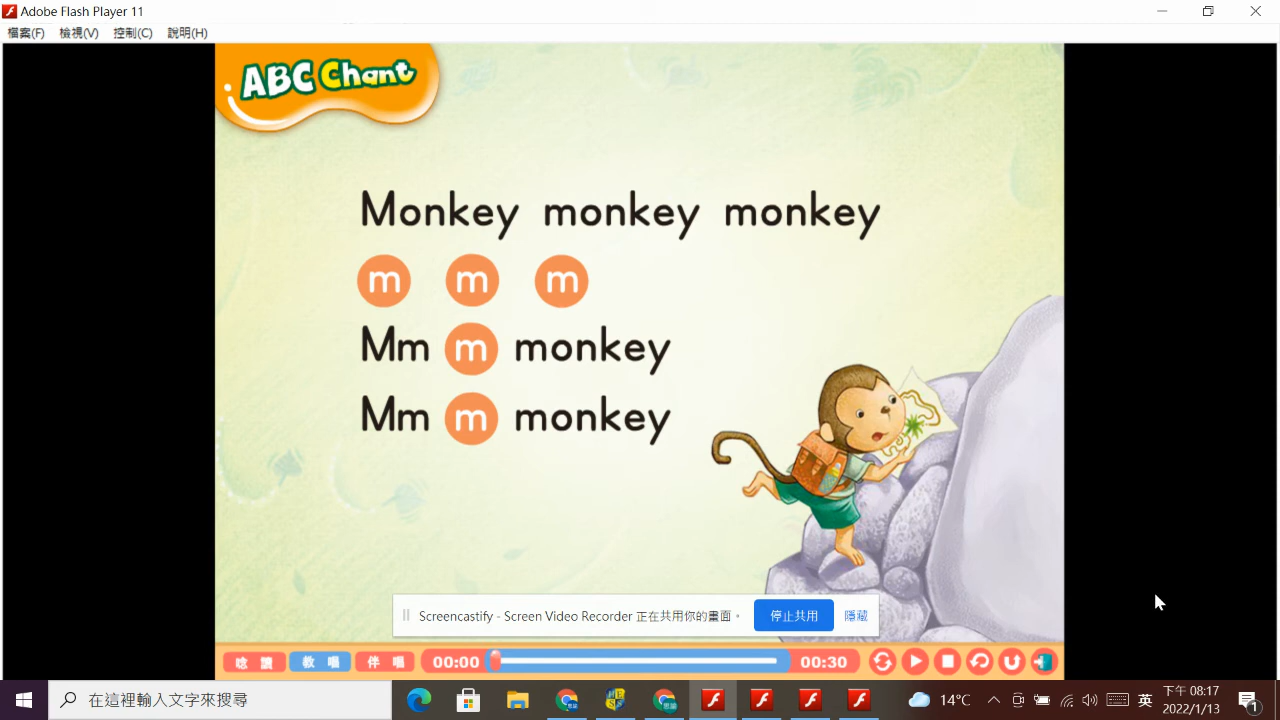 Adobe Flash Player 11
檔案(F) 檢視(V) 控制(C) 說明(H)
ABC Chant
Monkey monkey monkey
m m m
Mm m monkey
Mm m monkey
Screencastify - Screen Video Recorder 正在共用你的畫面。 停止共用 隱藏
唸 讀 教 唱 伴 唱 00:00 00:30
在這裡輸入文字來搜尋 14°C 英 下午 08:17
2022/1/13 1